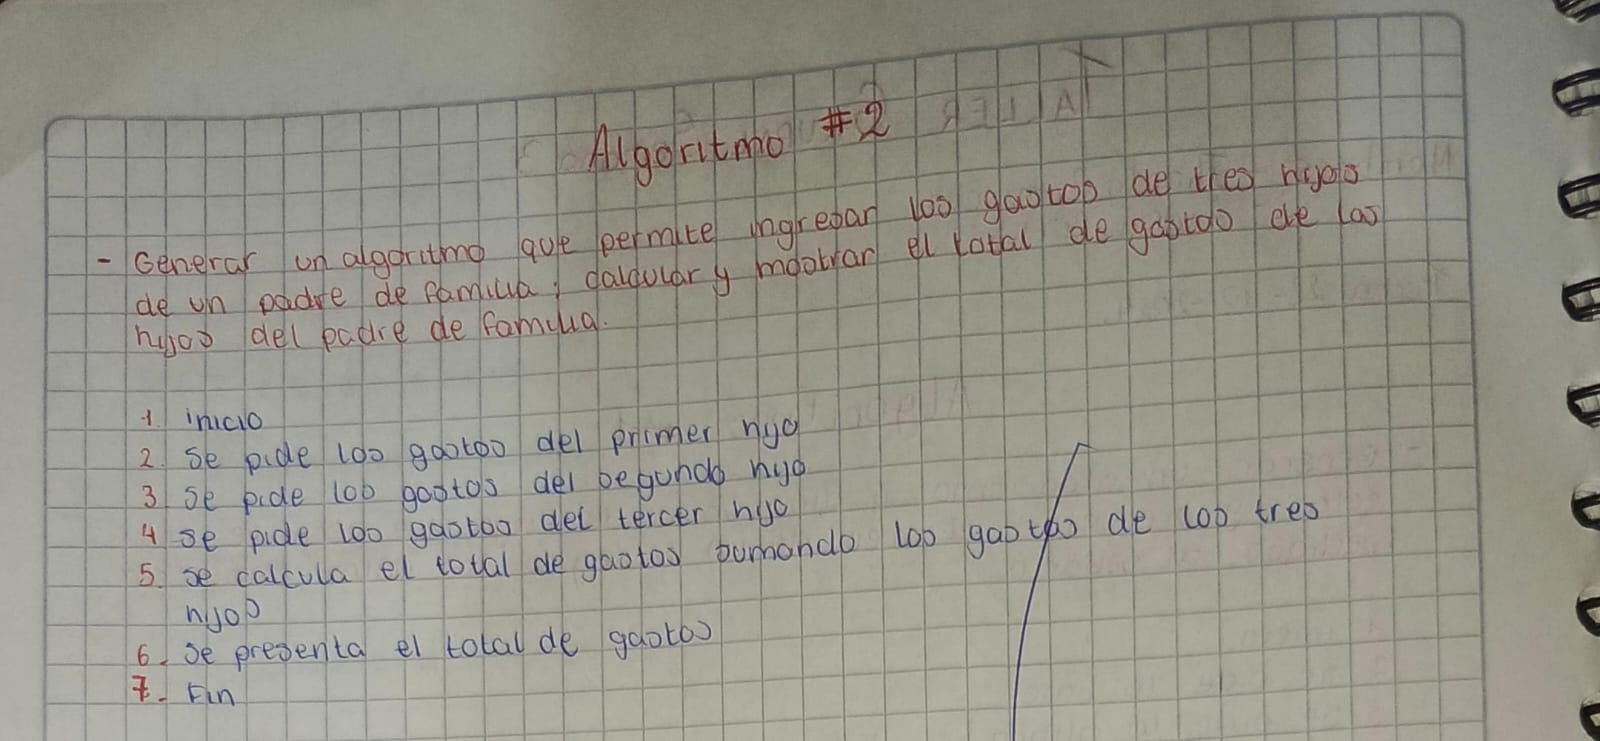 Algoritmo #2
- Generar un algoritmo que permite ingresar los gastos de tres hijos
de un padre de familia, calcular y mostrar el total de gastos de las
hijos del padre de familia.
1. inicio
2. Se pide los gastos del primer hijo
3 Se pide los gastos del segundo hijo
4 se pide los gastos del tercer hijo
5. se calcula el total de gastos sumando los gastos de los tres
hijos
6. Se presenta el total de gastos
7. Fin